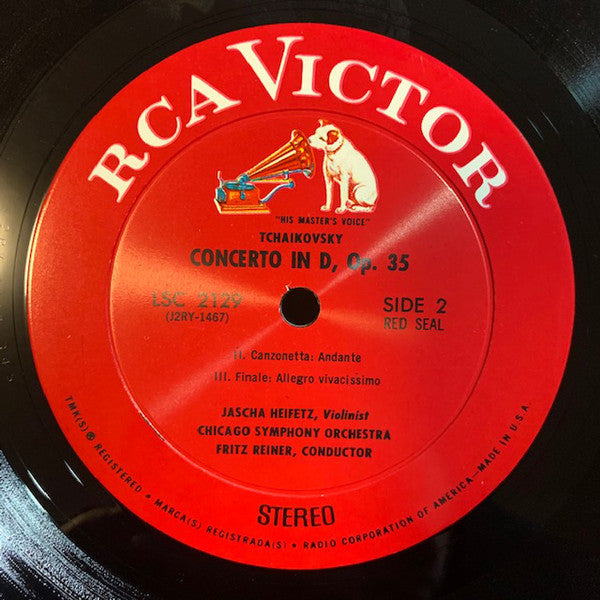 RCA VICTOR
"HIS MASTER'S VOICE"
TCHAIKOVSKY
CONCERTO IN D, Op. 35
LSC 2129
(J2RY-1467)
SIDE 2
RED SEAL
II. Canzonetta: Andante
III. Finale: Allegro vivacissimo
JASCHA HEIFETZ, Violinist
CHICAGO SYMPHONY ORCHESTRA
FRITZ REINER, CONDUCTOR
STEREO
TMK(S) ® REGISTERED • MARCA(S) REGISTRADA(S) • RADIO CORPORATION OF AMERICA—MADE IN U.S.A.